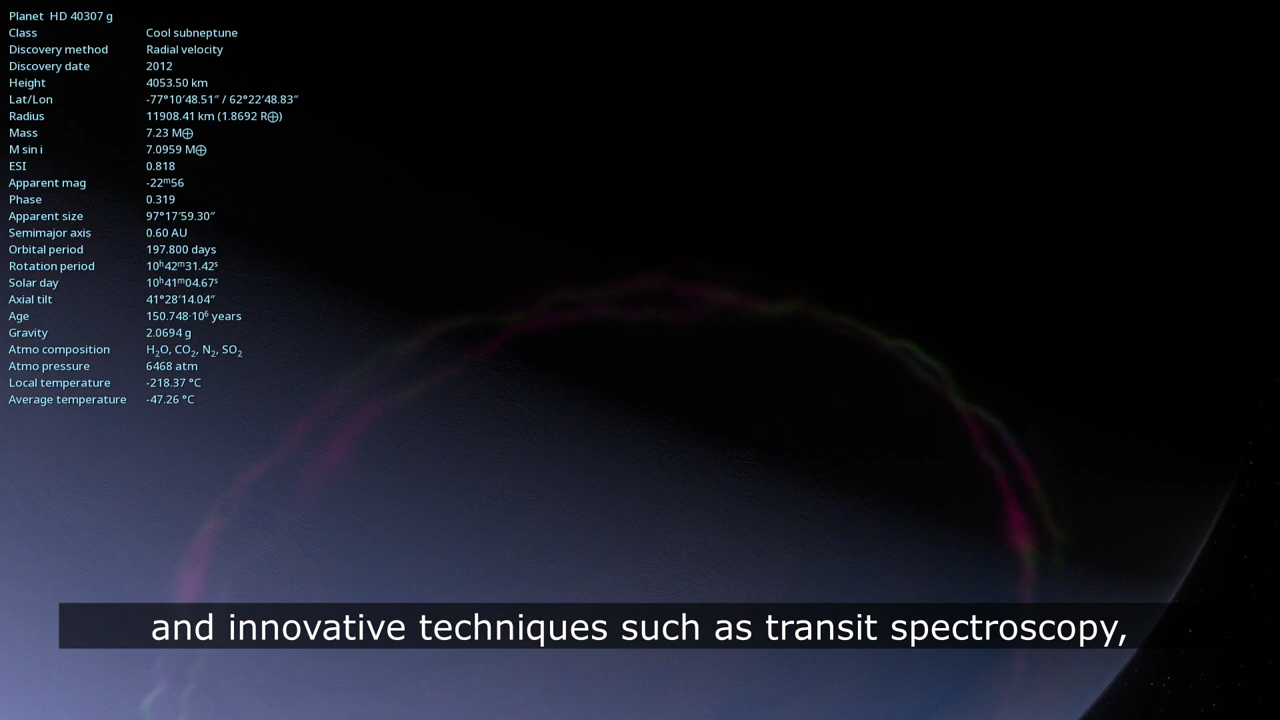 Planet HD 40307 g
Class Cool subneptune
Discovery method Radial velocity
Discovery date 2012
Height 4053.50 km
Lat/Lon -77°10′48.51″ / 62°22′48.83″
Radius 11908.41 km (1.8692 R⊕)
Mass 7.23 M⊕
M sin i 7.0959 M⊕
ESI 0.818
Apparent mag -22ᵐ56
Phase 0.319
Apparent size 97°17′59.30″
Semimajor axis 0.60 AU
Orbital period 197.800 days
Rotation period 10ʰ42ᵐ31.42ˢ
Solar day 10ʰ41ᵐ04.67ˢ
Axial tilt 41°28′14.04″
Age 150.748·10⁶ years
Gravity 2.0694 g
Atmo composition H₂O, CO₂, N₂, SO₂
Atmo pressure 6468 atm
Local temperature -218.37 °C
Average temperature -47.26 °C
and innovative techniques such as transit spectroscopy,